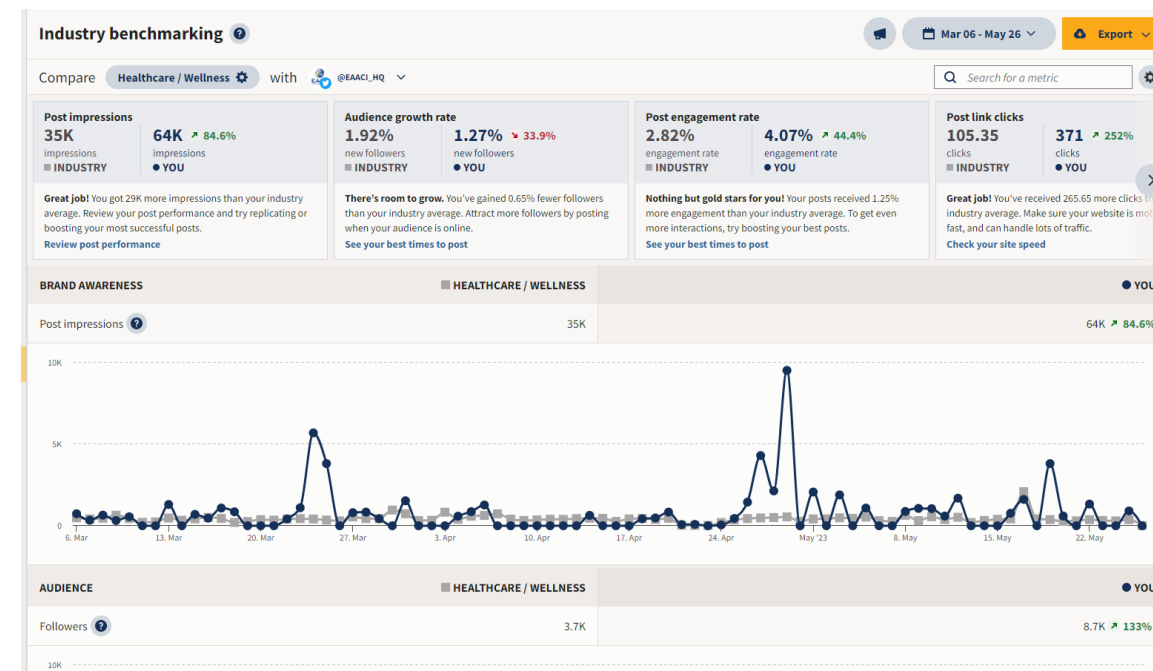 Industry benchmarking ?
Mar 06 - May 26
Export
Compare Healthcare / Wellness with @EAACI_HQ
Search for a metric
Post impressions
35K 64K 84.6%
impressions impressions
INDUSTRY YOU
Great job! You got 29K more impressions than your industry
average. Review your post performance and try replicating or
boosting your most successful posts.
Review post performance
Audience growth rate
1.92% 1.27% 33.9%
new followers new followers
INDUSTRY YOU
There's room to grow. You've gained 0.65% fewer followers
than your industry average. Attract more followers by posting
when your audience is online.
See your best times to post
Post engagement rate
2.82% 4.07% 44.4%
engagement rate engagement rate
INDUSTRY YOU
Nothing but gold stars for you! Your posts received 1.25%
more engagement than your industry average. To get even
more interactions, try boosting your best posts.
See your best times to post
Post link clicks
105.35 371 252%
clicks clicks
INDUSTRY YOU
Great job! You've received 265.65 more clicks
industry average. Make sure your website is
fast, and can handle lots of traffic.
Check your site speed
BRAND AWARENESS HEALTHCARE / WELLNESS YOU
Post impressions ? 35K 64K 84.6%
10K
5K
0
6. Mar 13. Mar 20. Mar 27. Mar 3. Apr 10. Apr 17. Apr 24. Apr May '23 8. May 15. May 22. May
AUDIENCE HEALTHCARE / WELLNESS YOU
Followers ? 3.7K 8.7K 133%
10K